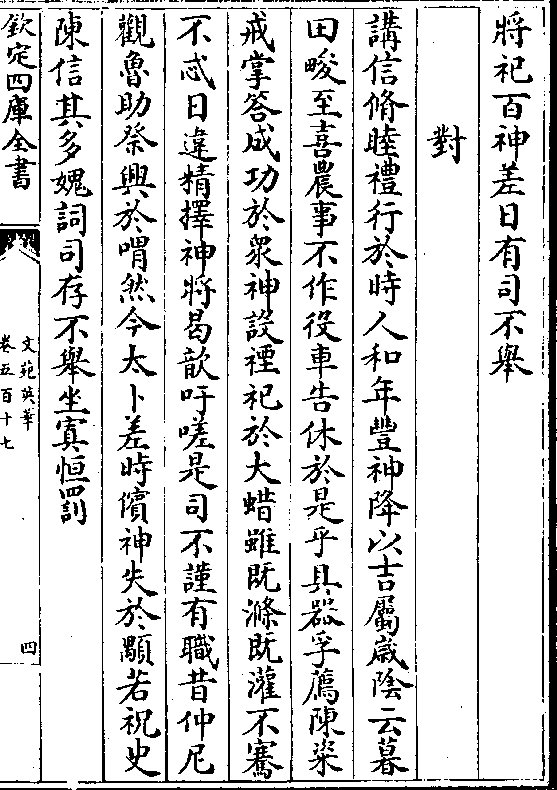 將祀百神差日有司不舉
對
講信脩睦禮行於時人和年豐神降以吉屬歲陰云暮
田畯至喜農事不作役車告休於是乎具器孚薦陳粢
戒掌答成功於衆神設禋祀於大蜡雖既滌既灌不騫
不忒日違精擇神將曷歆吁嗟是司不謹有職昔仲尼
觀魯助祭興於喟然今太卜差時儐神失於顒若祝史
陳信其多媿詞司存不舉坐寘恒罰
欽定四庫全書
文苑英華
卷五百十七
四